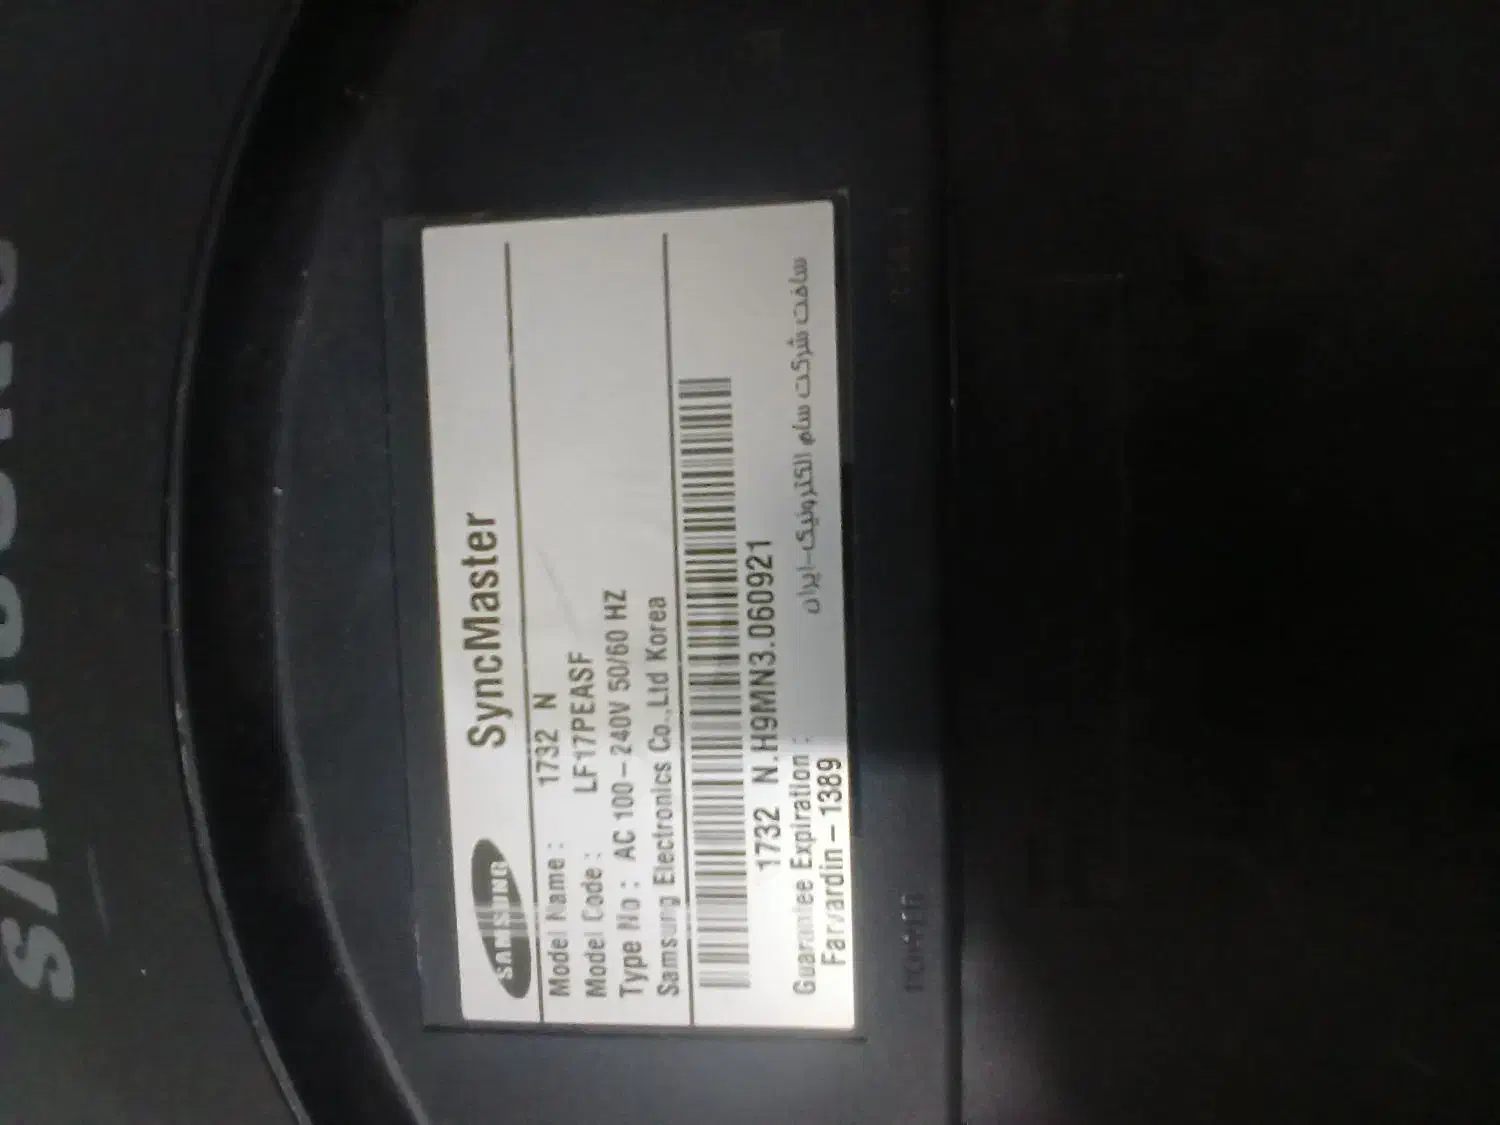 SAMSUNG
SAMSUNG SyncMaster
Model Name : 1732 N
Model Code : LF17PEASF
Type No : AC 100-240V 50/60 HZ
Samsung Electronics Co.,Ltd Korea
1732 N.H9MN3.060921
Guarantee Expiration :
ساخت شرکت سام الکترونیک-ایران
Farvardin-1389
POWER